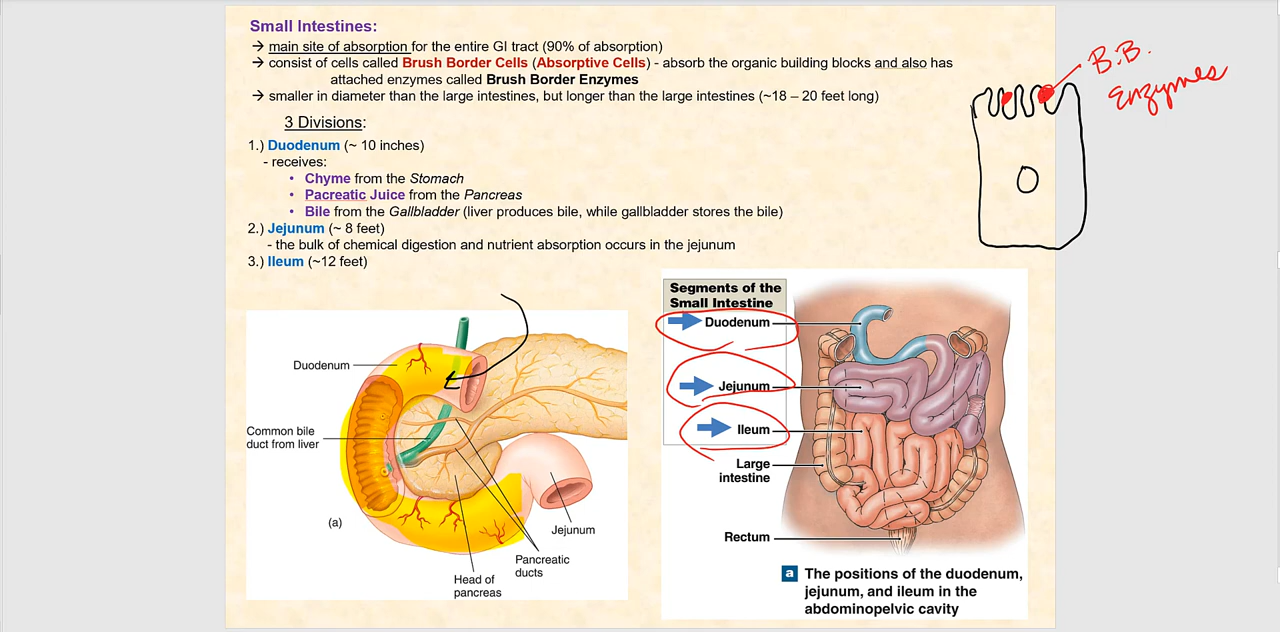 Small Intestines:
→ main site of absorption for the entire GI tract (90% of absorption)
→ consist of cells called Brush Border Cells (Absorptive Cells) - absorb the organic building blocks and also has
attached enzymes called Brush Border Enzymes
→ smaller in diameter than the large intestines, but longer than the large intestines (~18 – 20 feet long)
3 Divisions:
1.) Duodenum (~ 10 inches)
- receives:
• Chyme from the Stomach
• Pacreatic Juice from the Pancreas
• Bile from the Gallbladder (liver produces bile, while gallbladder stores the bile)
2.) Jejunum (~ 8 feet)
- the bulk of chemical digestion and nutrient absorption occurs in the jejunum
3.) Ileum (~12 feet)
B.B.
Enzymes
Duodenum
Common bile
duct from liver
(a)
Jejunum
Pancreatic
ducts
Head of
pancreas
Segments of the
Small Intestine
Duodenum
Jejunum
Ileum
Large
intestine
Rectum
a The positions of the duodenum,
jejunum, and ileum in the
abdominopelvic cavity